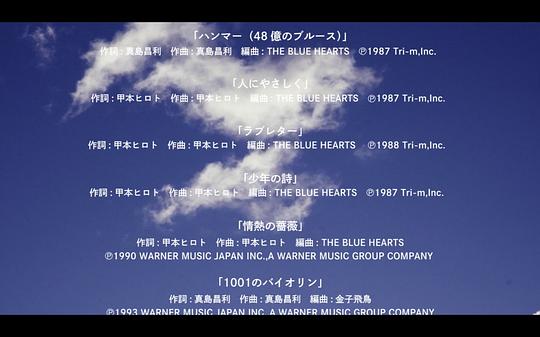 「ハンマー（48億のブルース）」
作詞：真島昌利　作曲：真島昌利　編曲：THE BLUE HEARTS　℗1987 Tri-m,Inc.
「人にやさしく」
作詞：甲本ヒロト　作曲：甲本ヒロト　編曲：THE BLUE HEARTS　℗1987 Tri-m,Inc.
「ラブレター」
作詞：甲本ヒロト　作曲：甲本ヒロト　編曲：THE BLUE HEARTS　℗1988 Tri-m,Inc.
「少年の詩」
作詞：甲本ヒロト　作曲：甲本ヒロト　編曲：THE BLUE HEARTS　℗1987 Tri-m,Inc.
「情熱の薔薇」
作詞：甲本ヒロト　作曲：甲本ヒロト　編曲：THE BLUE HEARTS
℗1990 WARNER MUSIC JAPAN INC.,A WARNER MUSIC GROUP COMPANY
「1001のバイオリン」
作詞：真島昌利　作曲：真島昌利　編曲：金子飛鳥
℗1993 WARNER MUSIC JAPAN INC.,A WARNER MUSIC GROUP COMPANY